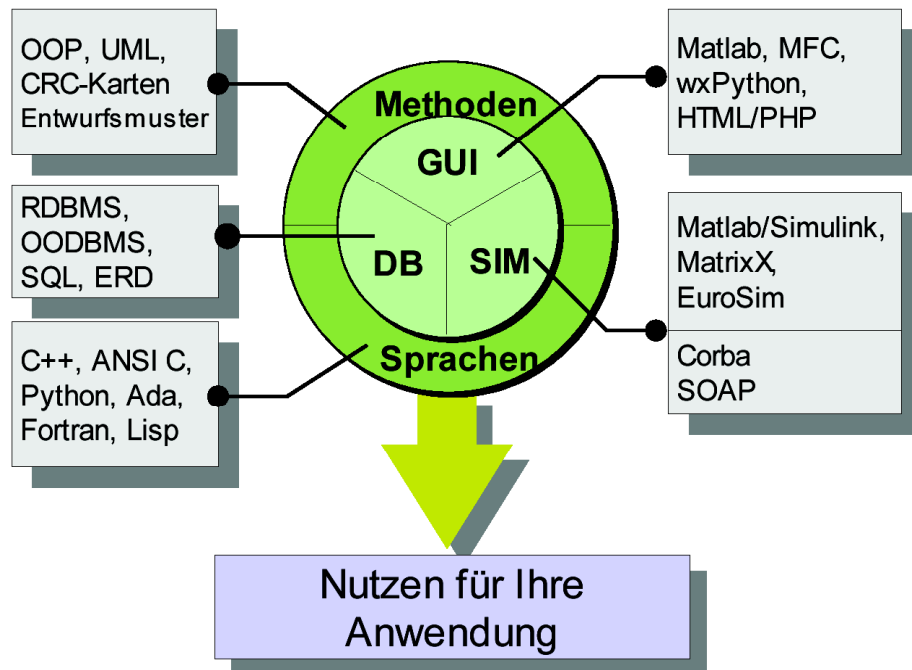 OOP, UML,
CRC-Karten
Entwurfsmuster
Methoden
GUI
Matlab, MFC,
wxPython,
HTML/PHP
RDBMS,
OODBMS,
SQL, ERD
DB
SIM
Matlab/Simulink,
MatrixX,
EuroSim
Corba
SOAP
C++, ANSI C,
Python, Ada,
Fortran, Lisp
Sprachen
Nutzen für Ihre
Anwendung